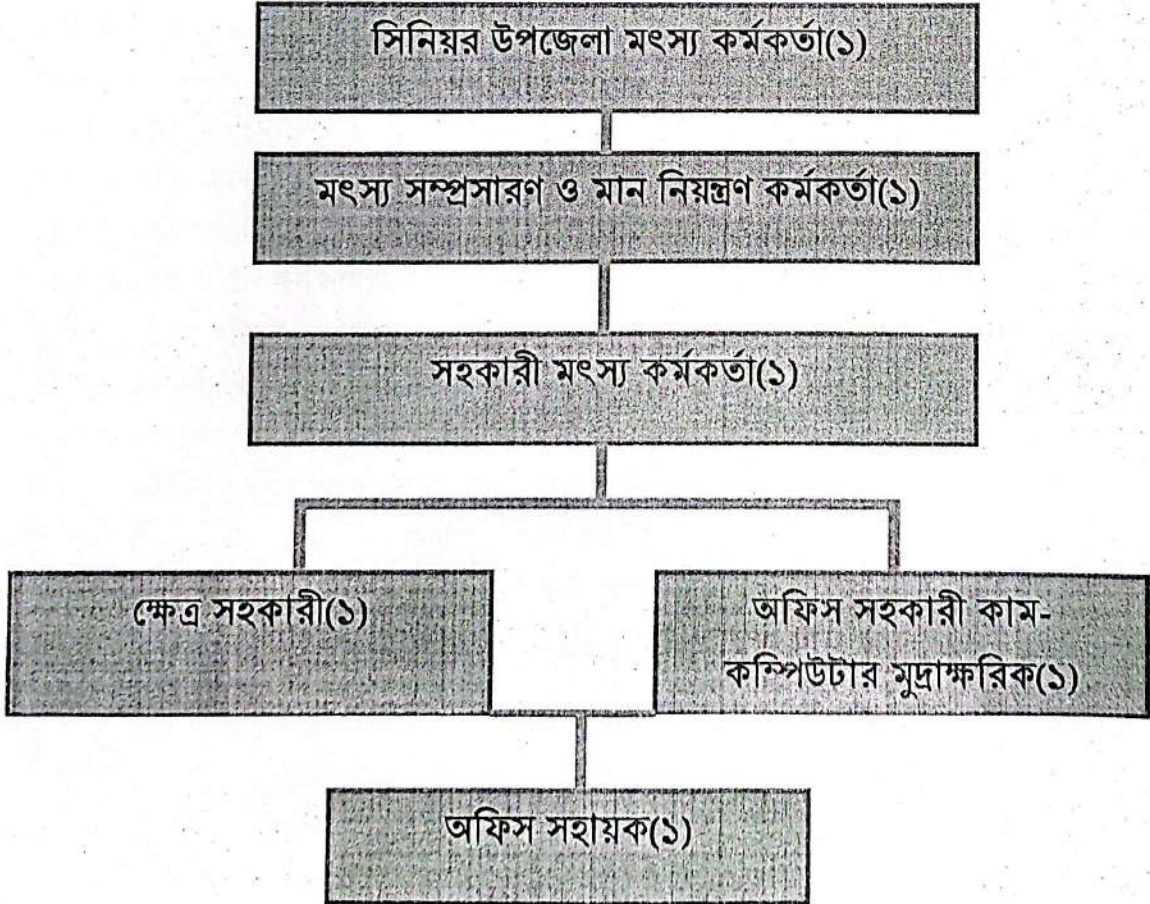 সিনিয়র উপজেলা মৎস্য কর্মকর্তা(১)
মৎস্য সম্প্রসারণ ও মান নিয়ন্ত্রণ কর্মকর্তা(১)
সহকারী মৎস্য কর্মকর্তা(১)
ক্ষেত্র সহকারী(১)
অফিস সহকারী কাম-
কম্পিউটার মুদ্রাক্ষরিক(১)
অফিস সহায়ক(১)